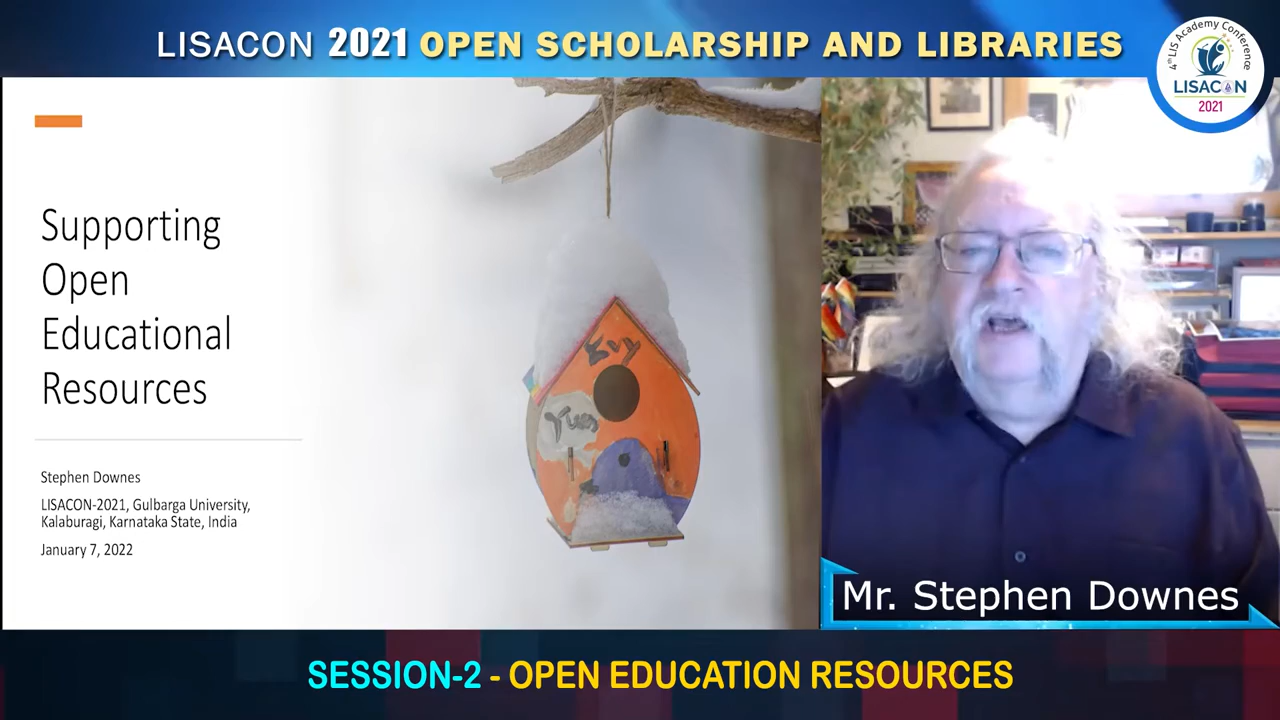 LISACON 2021 OPEN SCHOLARSHIP AND LIBRARIES
4th LIS Academy Conference
LISACON
2021
Supporting
Open
Educational
Resources
Stephen Downes
LISACON-2021, Gulbarga University,
Kalaburagi, Karnataka State, India
January 7, 2022
Mr. Stephen Downes
SESSION-2 - OPEN EDUCATION RESOURCES